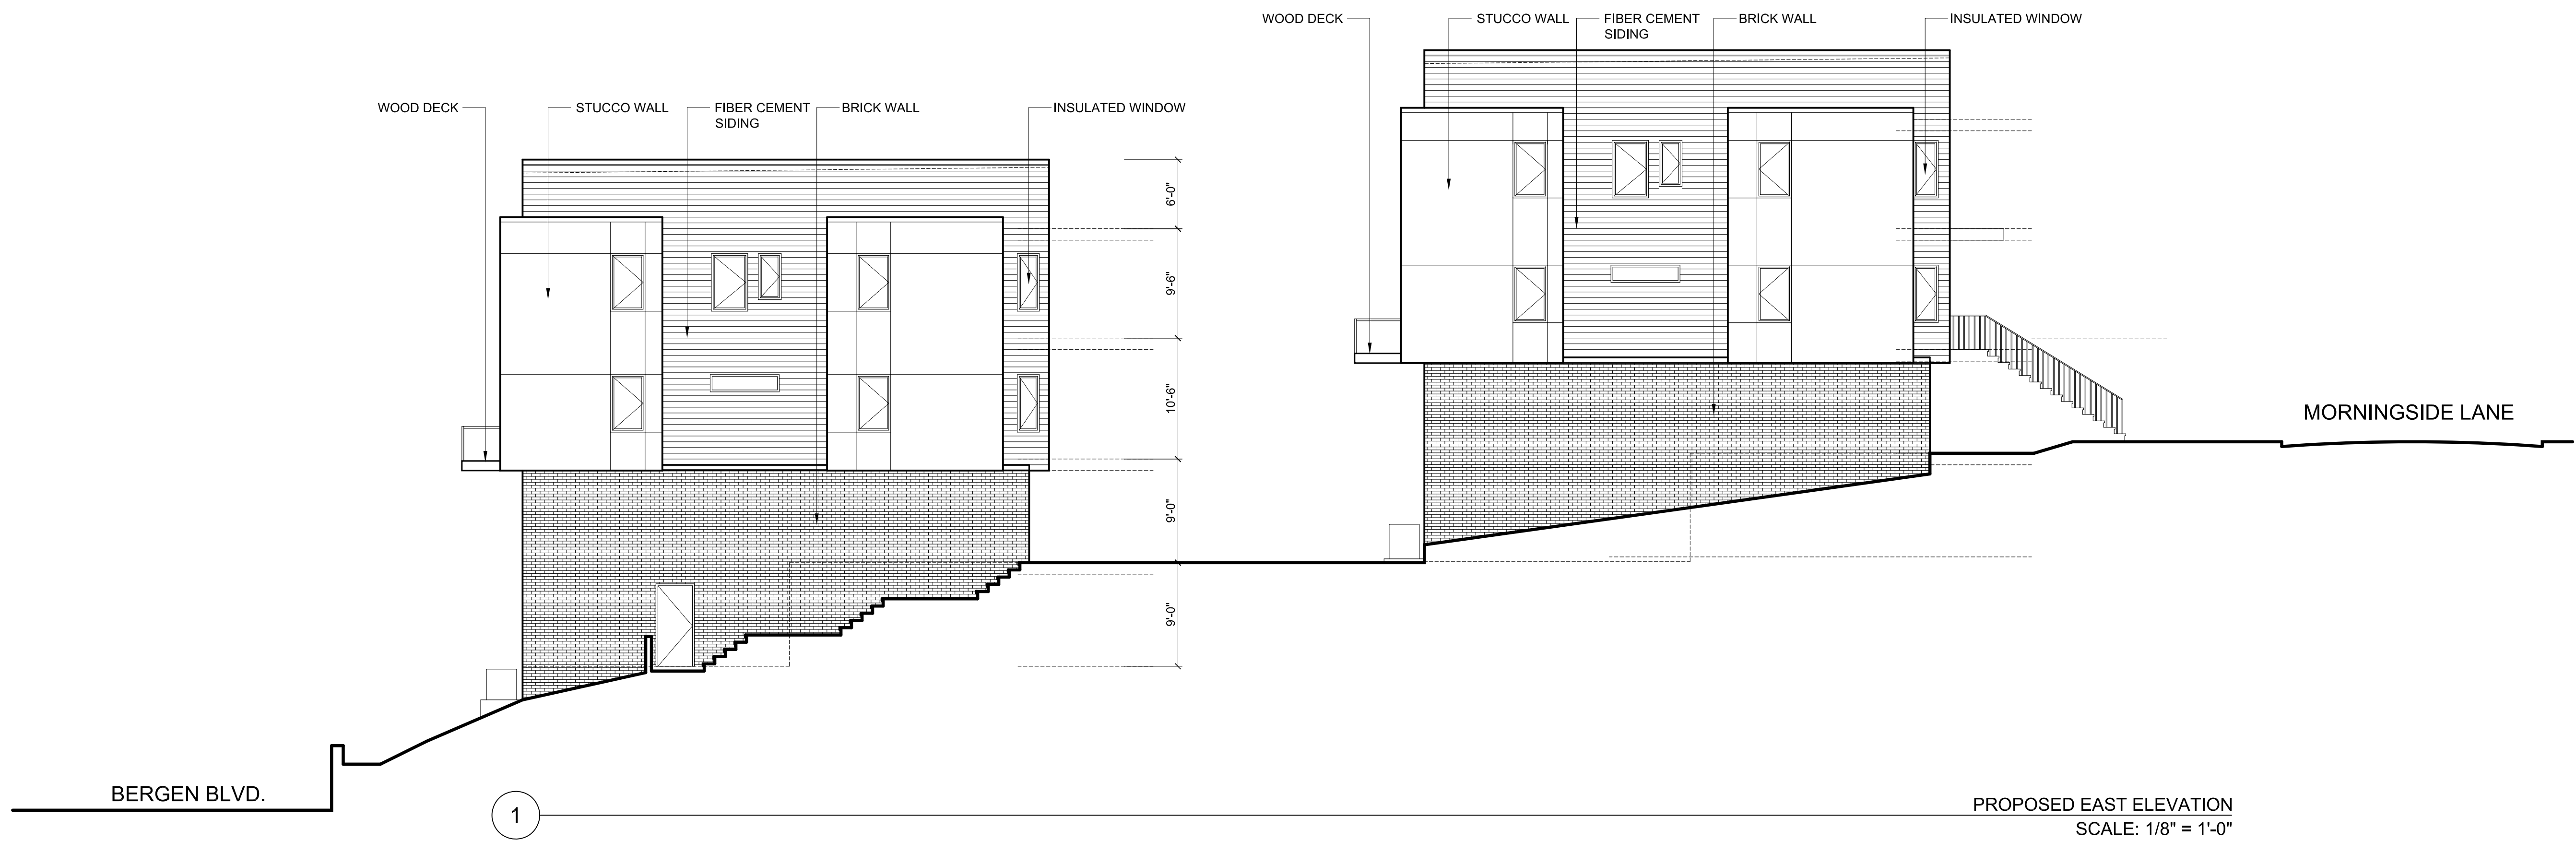 WOOD DECK
STUCCO WALL
FIBER CEMENT
SIDING
BRICK WALL
INSULATED WINDOW
WOOD DECK
STUCCO WALL
FIBER CEMENT
SIDING
BRICK WALL
INSULATED WINDOW
6'-0"
9'-6"
10'-6"
9'-0"
9'-0"
MORNINGSIDE LANE
BERGEN BLVD.
1
PROPOSED EAST ELEVATION
SCALE: 1/8" = 1'-0"